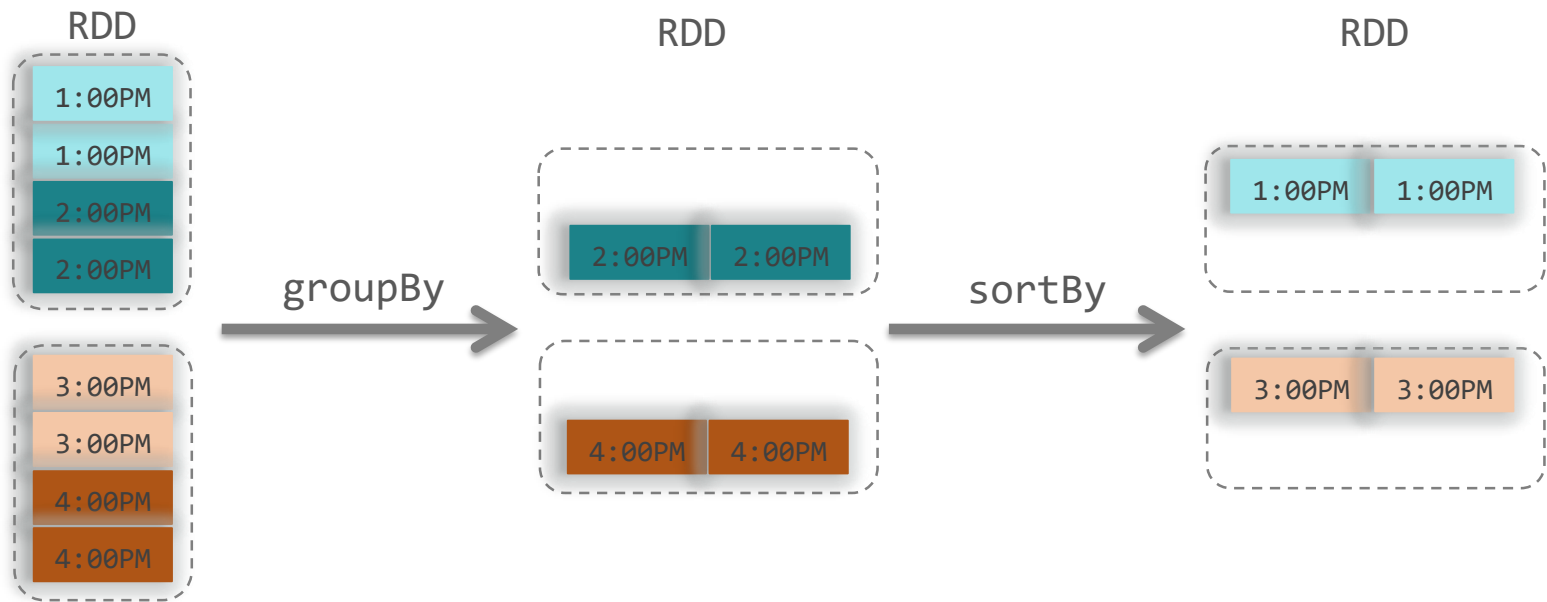 RDD
1:00PM
1:00PM
2:00PM
2:00PM
3:00PM
3:00PM
4:00PM
4:00PM
groupBy
RDD
2:00PM 2:00PM
4:00PM 4:00PM
sortBy
RDD
1:00PM 1:00PM
3:00PM 3:00PM